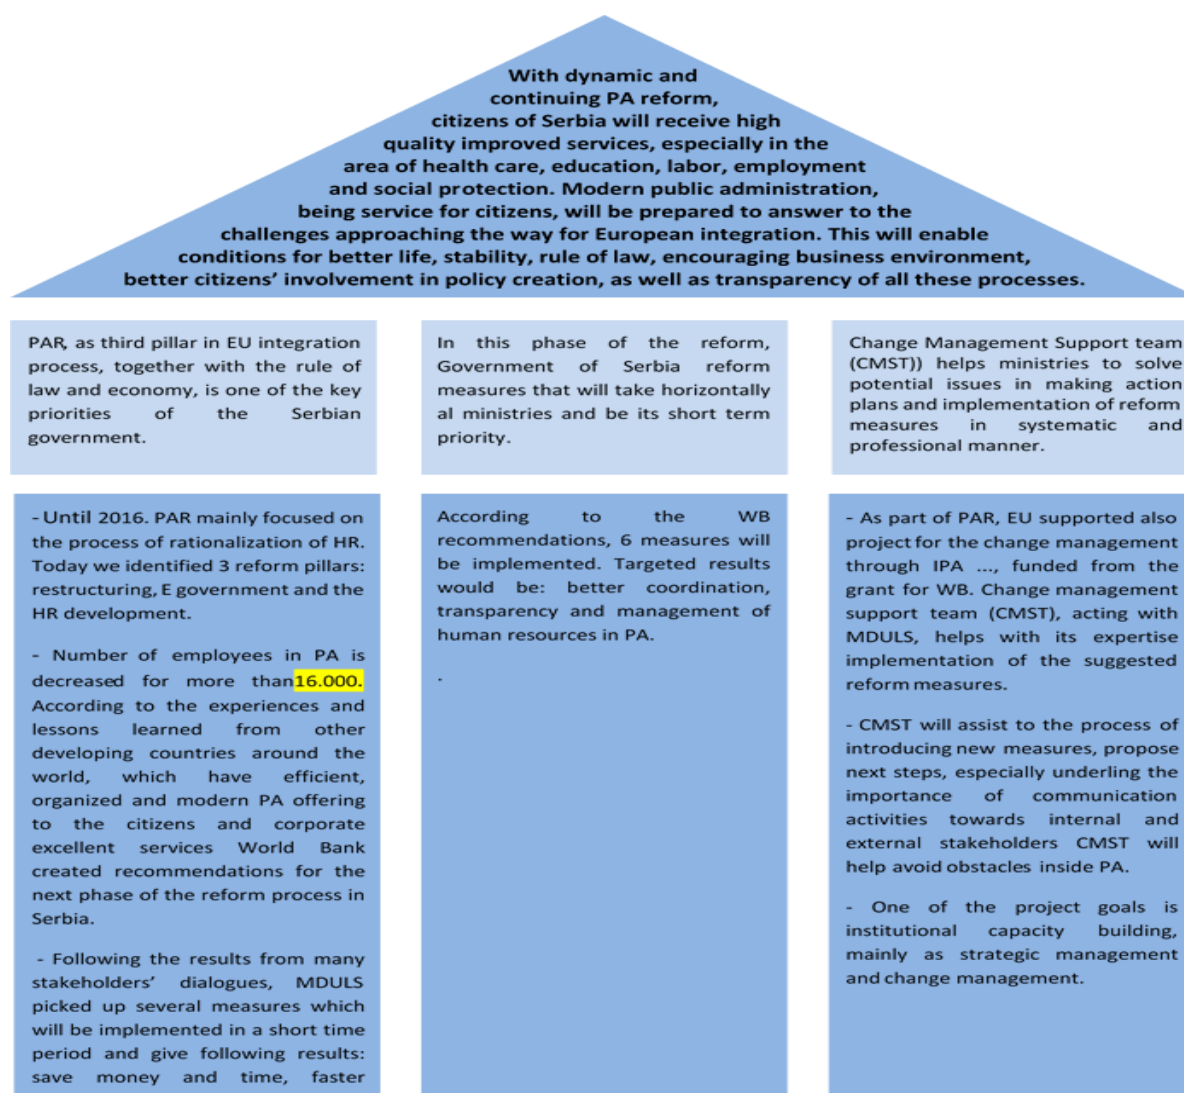 With dynamic and
continuing PA reform,
citizens of Serbia will receive high
quality improved services, especially in the
area of health care, education, labor, employment
and social protection. Modern public administration,
being service for citizens, will be prepared to answer to the
challenges approaching the way for European integration. This will enable
conditions for better life, stability, rule of law, encouraging business environment,
better citizens’ involvement in policy creation, as well as transparency of all these processes.
PAR, as third pillar in EU integration
process, together with the rule of
law and economy, is one of the key
priorities of the Serbian
government.
In this phase of the reform,
Government of Serbia reform
measures that will take horizontally
al ministries and be its short term
priority.
Change Management Support team
(CMST)) helps ministries to solve
potential issues in making action
plans and implementation of reform
measures in systematic and
professional manner.
- Until 2016. PAR mainly focused on
the process of rationalization of HR.
Today we identified 3 reform pillars:
restructuring, E government and the
HR development.
- Number of employees in PA is
decreased for more than16.000.
According to the experiences and
lessons learned from other
developing countries around the
world, which have efficient,
organized and modern PA offering
to the citizens and corporate
excellent services World Bank
created recommendations for the
next phase of the reform process in
Serbia.
- Following the results from many
stakeholders’ dialogues, MDULS
picked up several measures which
will be implemented in a short time
period and give following results:
save money and time, faster
According to the WB
recommendations, 6 measures will
be implemented. Targeted results
would be: better coordination,
transparency and management of
human resources in PA.
.
- As part of PAR, EU supported also
project for the change management
through IPA ..., funded from the
grant for WB. Change management
support team (CMST), acting with
MDULS, helps with its expertise
implementation of the suggested
reform measures.
- CMST will assist to the process of
introducing new measures, propose
next steps, especially underling the
importance of communication
activities towards internal and
external stakeholders CMST will
help avoid obstacles inside PA.
- One of the project goals is
institutional capacity building,
mainly as strategic management
and change management.